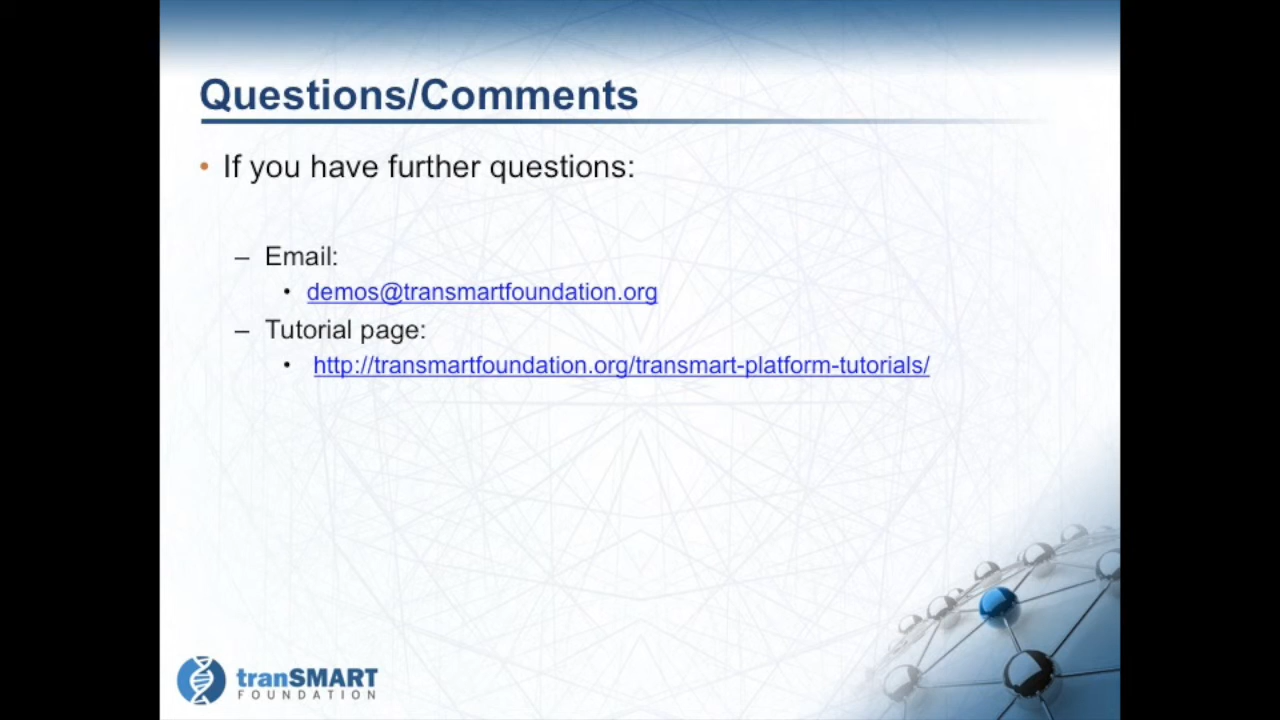 Questions/Comments
• If you have further questions:
– Email:
• demos@transmartfoundation.org
– Tutorial page:
• http://transmartfoundation.org/transmart-platform-tutorials/
tranSMART
FOUNDATION